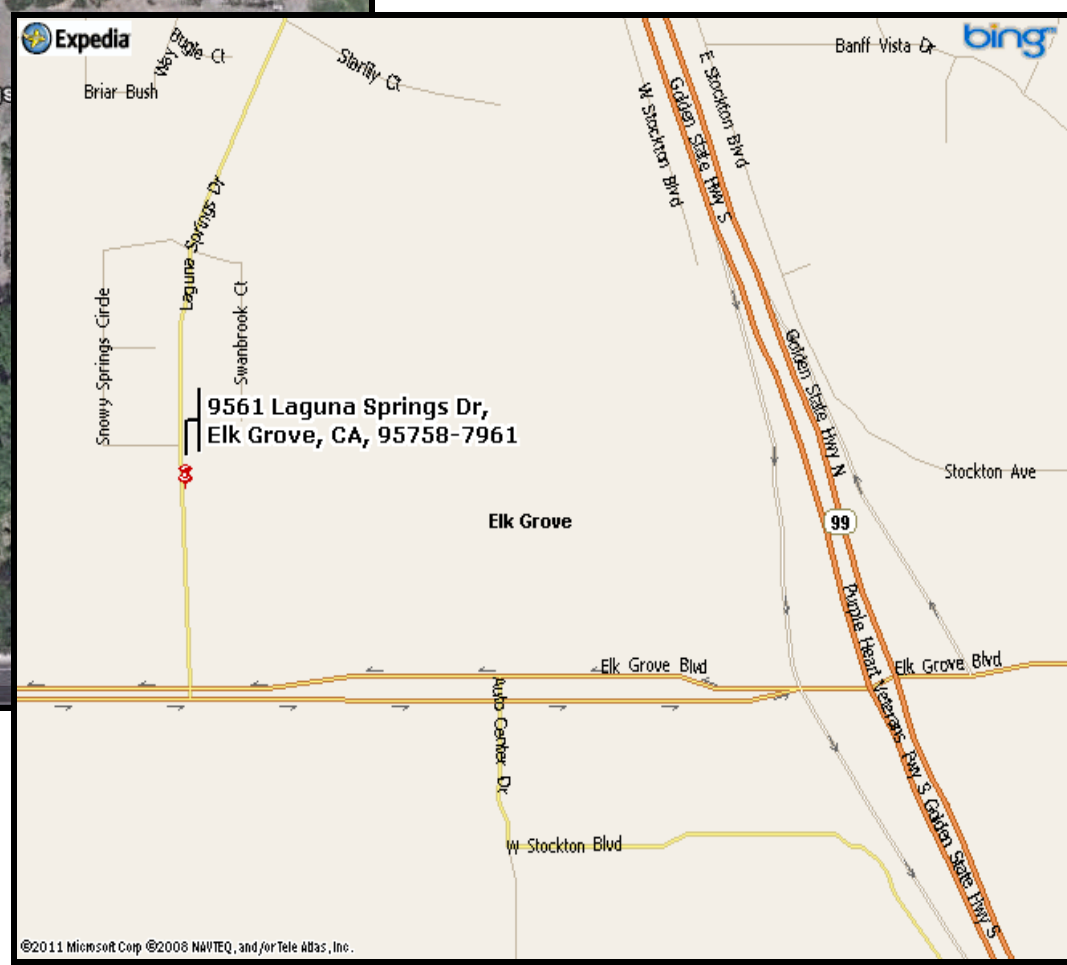 Expedia
bing
Bugle Ct
Way
Briar Bush
Starlily Ct
Banff Vista Dr
E Stockton Blvd
W Stockton Blvd
Golden State Hwy S
Laguna Springs Dr
Snowy Springs Circle
Swanbrook Ct
Golden State Hwy N
9561 Laguna Springs Dr,
Elk Grove, CA, 95758-7961
Stockton Ave
Elk Grove
99
Purple Heart Veterans Fwy S
Elk Grove Blvd
Elk Grove Blvd
Auto Center Dr
Golden State Hwy S
W Stockton Blvd
©2011 Microsoft Corp ©2008 NAVTEQ, and/or Tele Atlas, Inc.